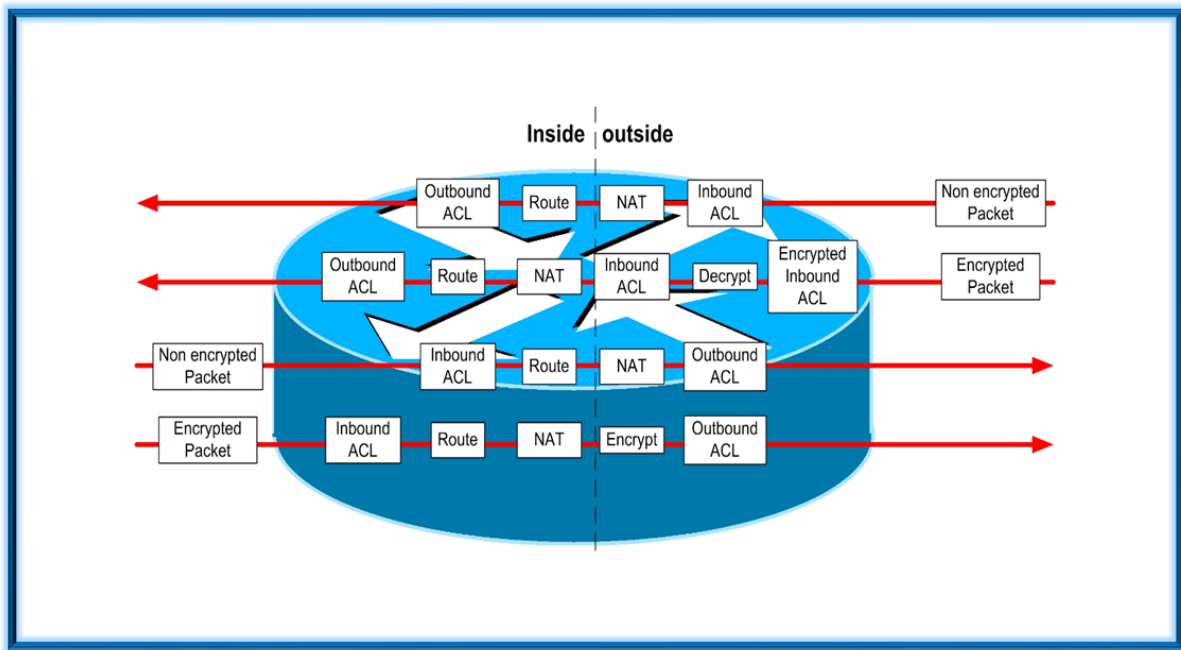 Inside outside
Outbound
ACL
Route
NAT
Inbound
ACL
Non encrypted
Packet
Outbound
ACL
Route
NAT
Inbound
ACL
Decrypt
Encrypted
Inbound
ACL
Encrypted
Packet
Non encrypted
Packet
Inbound
ACL
Route
NAT
Outbound
ACL
Encrypted
Packet
Inbound
ACL
Route
NAT
Encrypt
Outbound
ACL